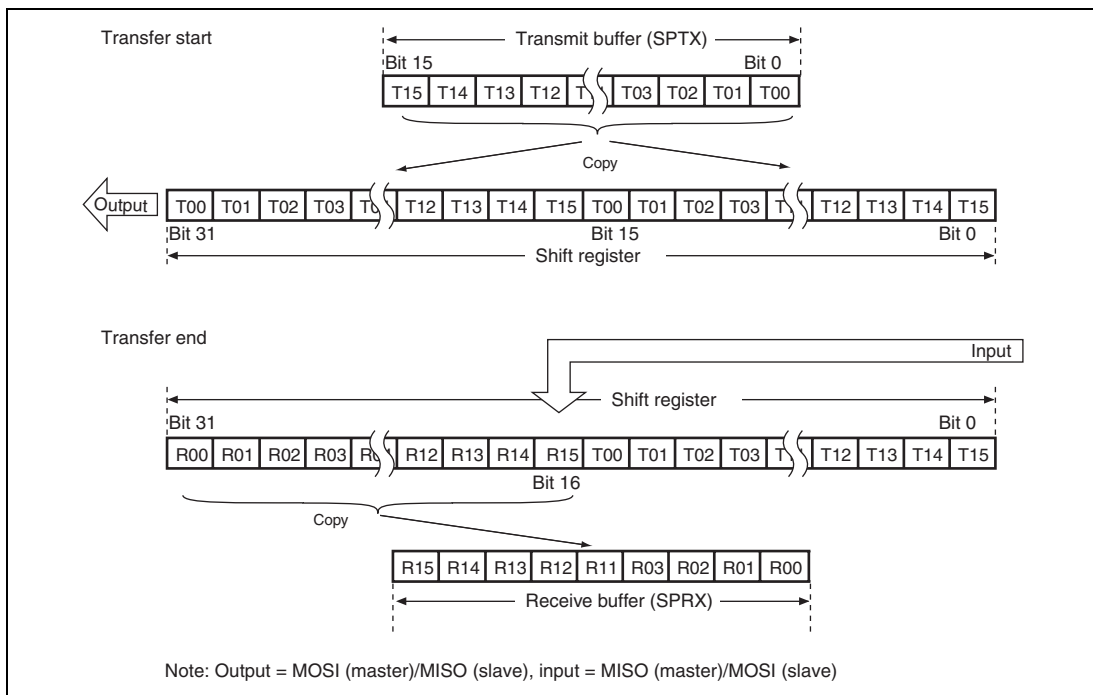 Transfer start
Transmit buffer (SPTX)
Bit 15 Bit 0
T15 T14 T13 T12 T03 T02 T01 T00
Copy
Output T00 T01 T02 T03 T12 T13 T14 T15 T00 T01 T02 T03 T12 T13 T14 T15
Bit 31 Bit 15 Bit 0
Shift register
Transfer end
Input
Shift register
Bit 31 Bit 0
R00 R01 R02 R03 R12 R13 R14 R15 T00 T01 T02 T03 T12 T13 T14 T15
Bit 16
Copy
R15 R14 R13 R12 R11 R03 R02 R01 R00
Receive buffer (SPRX)
Note: Output = MOSI (master)/MISO (slave), input = MISO (master)/MOSI (slave)